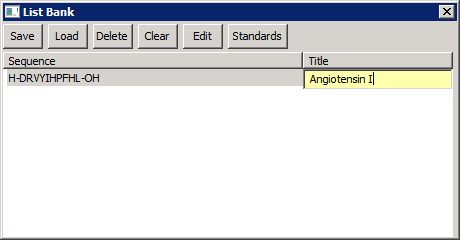 List Bank
Save Load Delete Clear Edit Standards
Sequence Title
H-DRVYIHPFHL-OH Angiotensin I